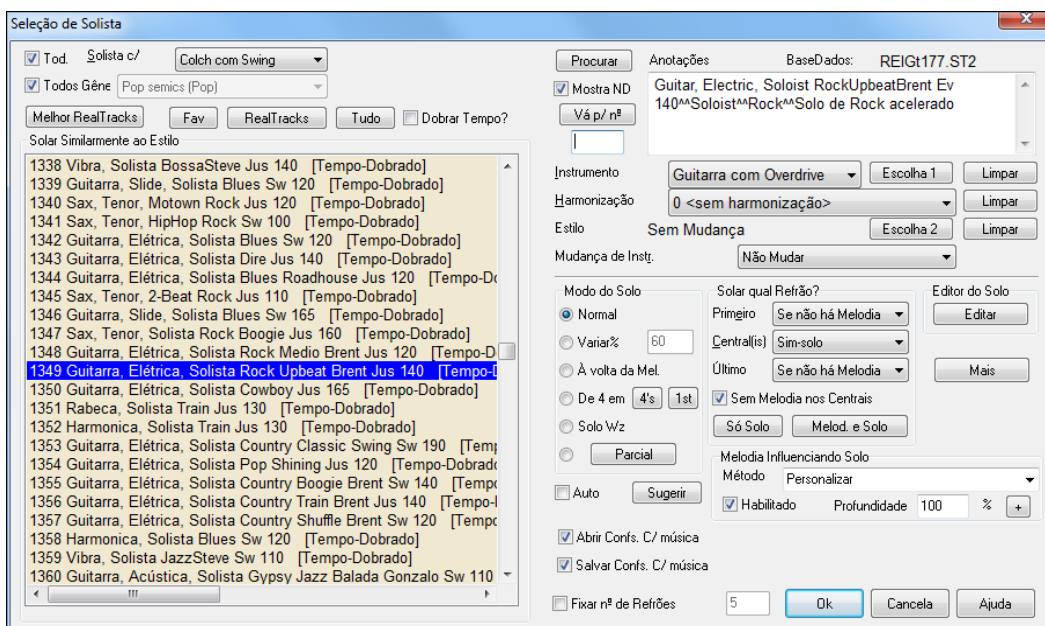 Seleção de Solista
Tod. Solista c/ Colch com Swing
Todos Gêne Pop semics (Pop)
Melhor RealTracks Fav RealTracks Tudo Dobrar Tempo?
Solar Similarmente ao Estilo
1338 Vibra, Solista BossaSteve Jus 140 [Tempo-Dobrado]
1339 Guitarra, Slide, Solista Blues Sw 120 [Tempo-Dobrado]
1340 Sax, Tenor, Motown Rock Jus 120 [Tempo-Dobrado]
1341 Sax, Tenor, HipHop Rock Sw 100 [Tempo-Dobrado]
1342 Guitarra, Elétrica, Solista Blues Sw 120 [Tempo-Dobrado]
1343 Guitarra, Elétrica, Solista Dire Jus 140 [Tempo-Dobrado]
1344 Guitarra, Elétrica, Solista Blues Roadhouse Jus 120 [Tempo-Do
1345 Sax, Tenor, 2-Beat Rock Jus 110 [Tempo-Dobrado]
1346 Guitarra, Slide, Solista Blues Sw 165 [Tempo-Dobrado]
1347 Sax, Tenor, Solista Rock Boogie Jus 160 [Tempo-Dobrado]
1348 Guitarra, Elétrica, Solista Rock Medio Brent Jus 120 [Tempo-D
1349 Guitarra, Elétrica, Solista Rock Upbeat Brent Jus 140 [Tempo-D
1350 Guitarra, Elétrica, Solista Cowboy Jus 165 [Tempo-Dobrado]
1351 Rabeca, Solista Train Jus 130 [Tempo-Dobrado]
1352 Harmonica, Solista Train Jus 130 [Tempo-Dobrado]
1353 Guitarra, Elétrica, Solista Country Classic Swing Sw 190 [Temp
1354 Guitarra, Elétrica, Solista Pop Shining Jus 120 [Tempo-Dobrado
1355 Guitarra, Elétrica, Solista Country Boogie Brent Sw 140 [Tempo
1356 Guitarra, Elétrica, Solista Country Train Brent Jus 140 [Tempo-I
1357 Guitarra, Elétrica, Solista Country Shuffle Brent Sw 120 [Tempo
1358 Harmonica, Solista Blues Sw 120 [Tempo-Dobrado]
1359 Vibra, Solista JazzSteve Sw 110 [Tempo-Dobrado]
1360 Guitarra, Acústica, Solista Gypsy Jazz Balada Gonzalo Sw 110
Procurar Anotações BaseDados: REIGt177.ST2
Mostra ND
Vá p/ nº
Guitar, Electric, Soloist RockUpbeatBrent Ev
140^^Soloist^^Rock^^Solo de Rock acelerado
Instrumento Guitarra com Overdrive Escolha 1 Limpar
Harmonização 0 <sem harmonização> Limpar
Estilo Sem Mudança Escolha 2 Limpar
Mudança de Instr. Não Mudar
Modo do Solo
Normal
Variar% 60
À volta da Mel.
De 4 em 4's 1st
Solo Wz
Parcial
Auto Sugerir
Solar qual Refrão?
Primeiro Se não há Melodia
Central(is) Sim-solo
Último Se não há Melodia
Sem Melodia nos Centrais
Só Solo Melod. e Solo
Editor do Solo
Editar
Mais
Melodia Influenciando Solo
Método Personalizar
Habilitado Profundidade 100 % +
Abrir Confs. C/ música
Salvar Confs. C/ música
Fixar nº de Refrões 5 Ok Cancela Ajuda